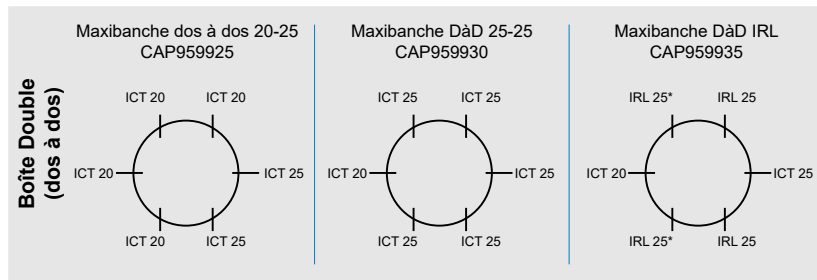 Boîte Double
(dos à dos)
Maxibanche dos à dos 20-25
CAP959925
ICT 20 ICT 20
ICT 20 ICT 25
ICT 20 ICT 25
Maxibanche DàD 25-25
CAP959930
ICT 25 ICT 25
ICT 20 ICT 25
ICT 25 ICT 25
Maxibanche DàD IRL
CAP959935
IRL 25* IRL 25
ICT 20 ICT 25
IRL 25* IRL 25